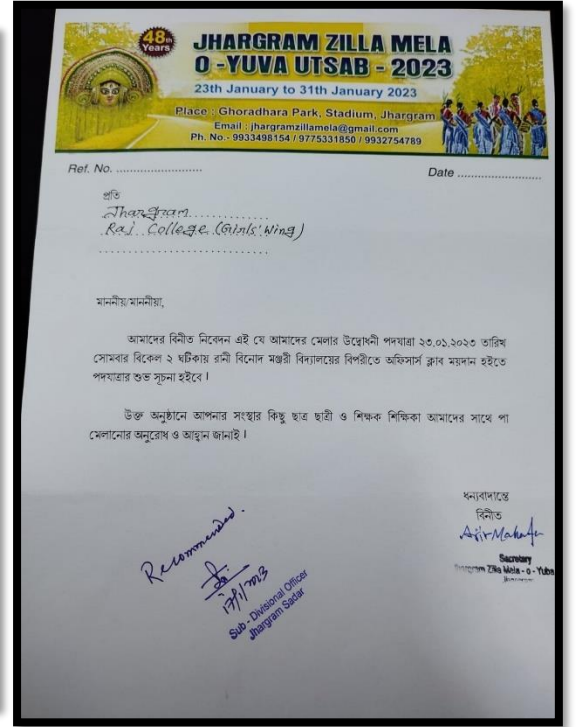 48th
Years
JHARGRAM ZILLA MELA
O -YUVA UTSAB - 2023
23th January to 31th January 2023
Place : Ghoradhara Park, Stadium, Jhargram
Email : jhargramzillamela@gmail.com
Ph. No.- 9933498154 / 9775331850 / 9932754789
Ref. No. ........................
Date ........................
প্রতি
Jhargram
Raj College (Girls' Wing)
মাননীয়/মাননীয়া,
আমাদের বিনীত নিবেদন এই যে আমাদের মেলার উদ্বোধনী পদযাত্রা ২৩.০১.২০২৩ তারিখ
সোমবার বিকেল ২ ঘটিকায় রানী বিনোদ মঞ্জরী বিদ্যালয়ের বিপরীতে অফিসার্স ক্লাব ময়দান হইতে
পদযাত্রার শুভ সূচনা হইবে ।
উক্ত অনুষ্ঠানে আপনার সংস্থার কিছু ছাত্র ছাত্রী ও শিক্ষক শিক্ষিকা আমাদের সাথে পা
মেলানোর অনুরোধ ও আহ্বান জানাই ।
ধন্যবাদান্তে
বিনীত
Secretary
Jhargram Zilla Mela - o - Yuba
Jhargram
Recommended.
17/1/2023
Sub - Divisional Officer
Jhargram Sadar